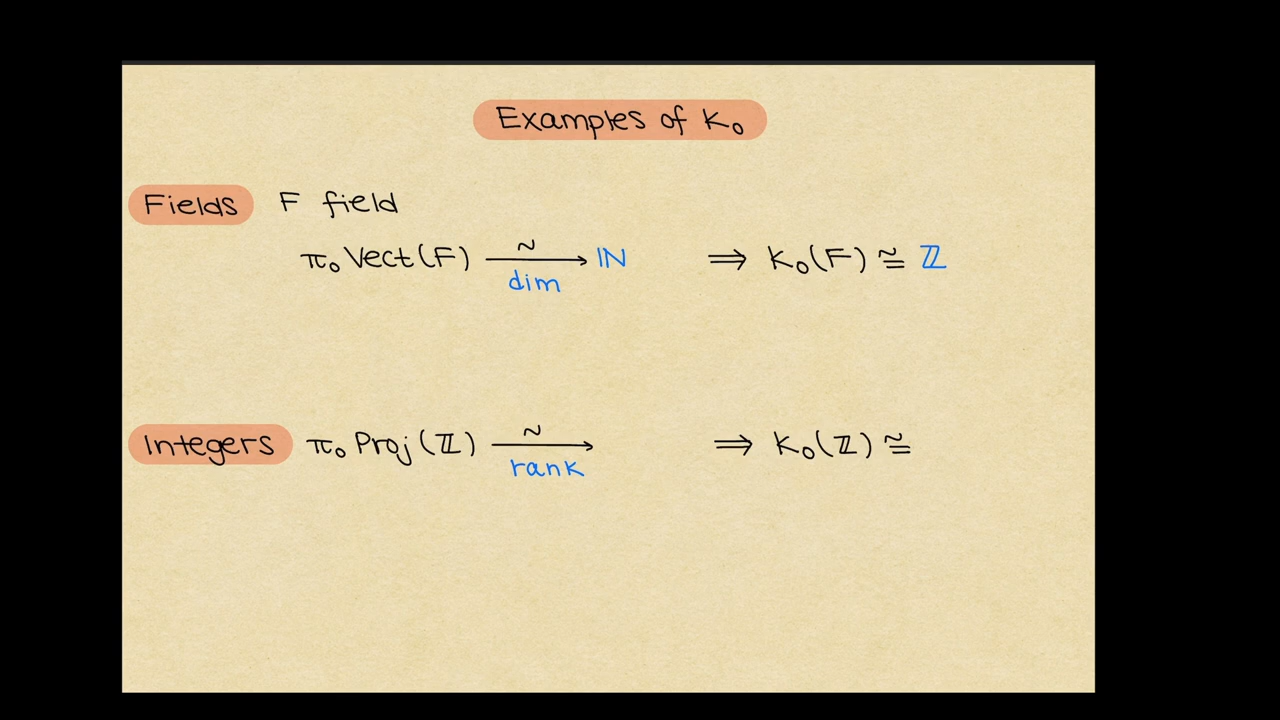 Examples of K₀
Fields F field
π₀ Vect(F) ~→ dim ℕ ⇒ K₀(F) ≅ ℤ
Integers π₀ Proj(ℤ) ~→ rank ⇒ K₀(ℤ) ≅